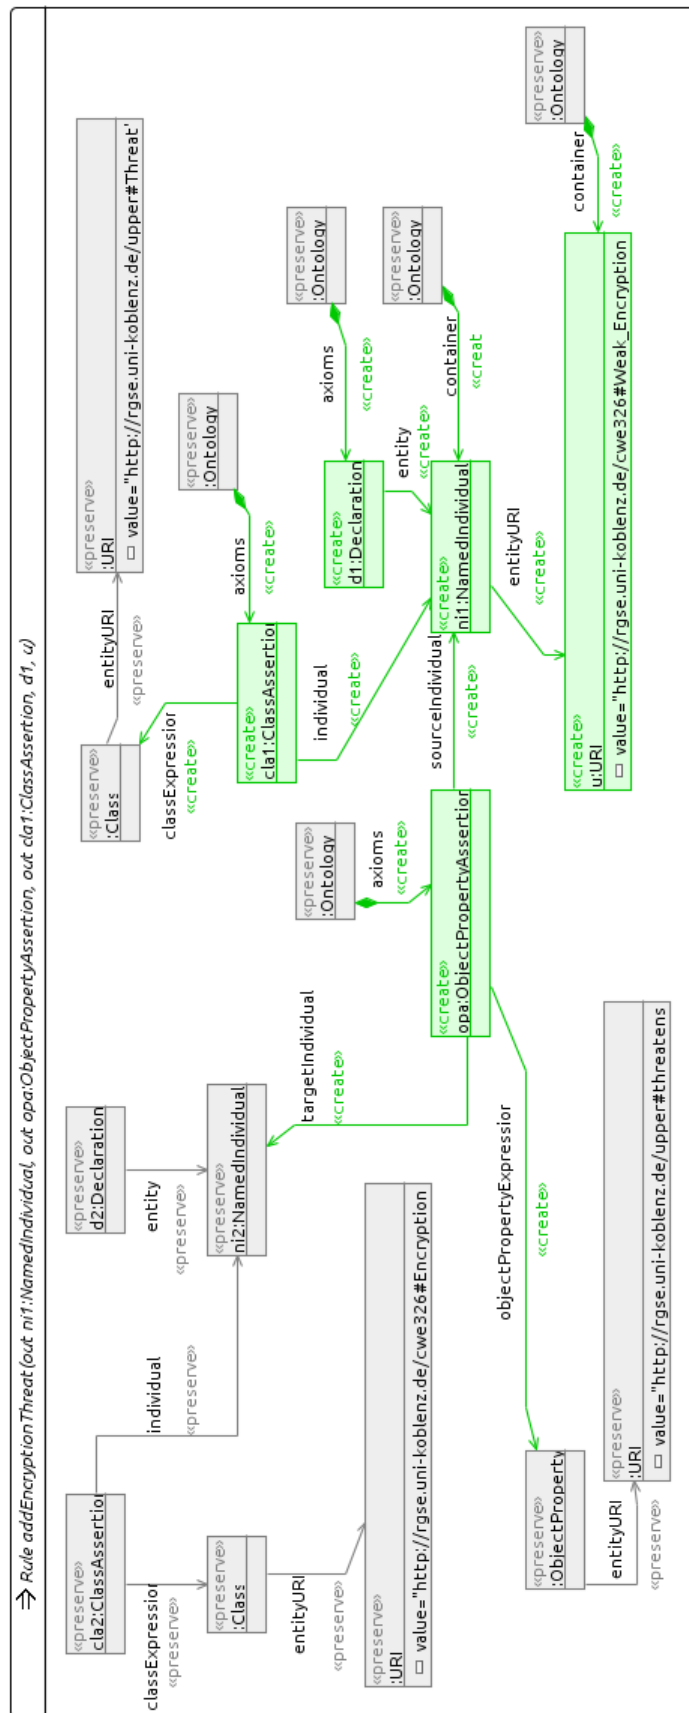 ⇒ Rule addEncryptionThreat(out ni1:NamedIndividual, out opa:ObjectPropertyAssertion, out cla1:ClassAssertion, d1, u)
«preserve»
cla2:ClassAssertion
individual
«preserve»
«preserve»
d2:Declaration
entity
«preserve»
classExpressior
«preserve»
«preserve»
:Class
entityURI
«preserve»
«preserve»
:URI
value="http://rgse.uni-koblenz.de/cwe326#Encryption
«preserve»
ni2:NamedIndividual
targetIndividual
«create»
«preserve»
:Class
entityURI
«preserve»
«preserve»
:URI
value="http://rgse.uni-koblenz.de/upper#Threat'
classExpressior
«create»
«create»
cla1:ClassAssertion
axioms
«create»
«preserve»
:Ontology
individual
«create»
«preserve»
:Ontology
axioms
«create»
«preserve»
:Ontology
axioms
«create»
«create»
d1:Declaration
entity
«create»
«preserve»
:Ontology
container
«creat
«create»
opa:ObjectPropertyAssertion
sourceIndividual
«create»
«create»
ni1:NamedIndividual
entityURI
«create»
objectPropertyExpressior
«create»
«preserve»
:ObjectProperty
entityURI
«preserve»
«preserve»
:URI
value="http://rgse.uni-koblenz.de/upper#threatens
«create»
u:URI
value="http://rgse.uni-koblenz.de/cwe326#Weak_Encryption
«preserve»
:Ontology
container
«create»